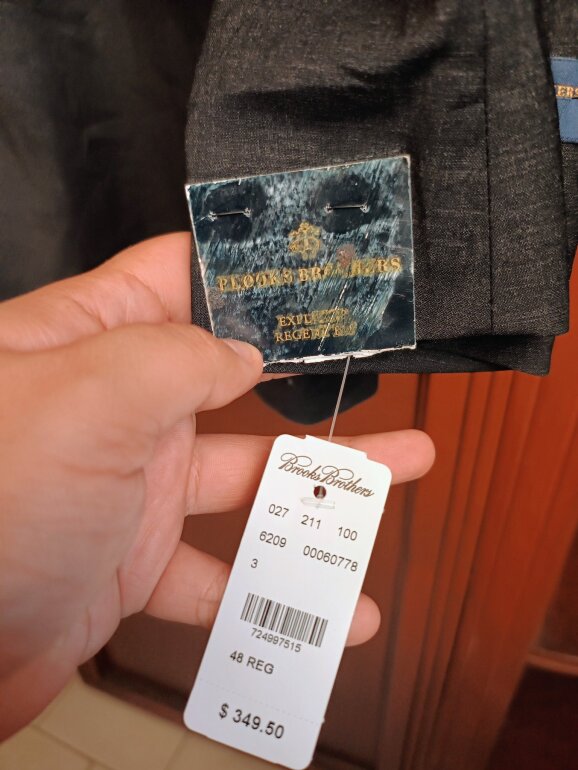 BROOKS BROTHERS
Brooks Brothers
027 211 100
6209 00060778
3
724997515
48 REG
$ 349.50